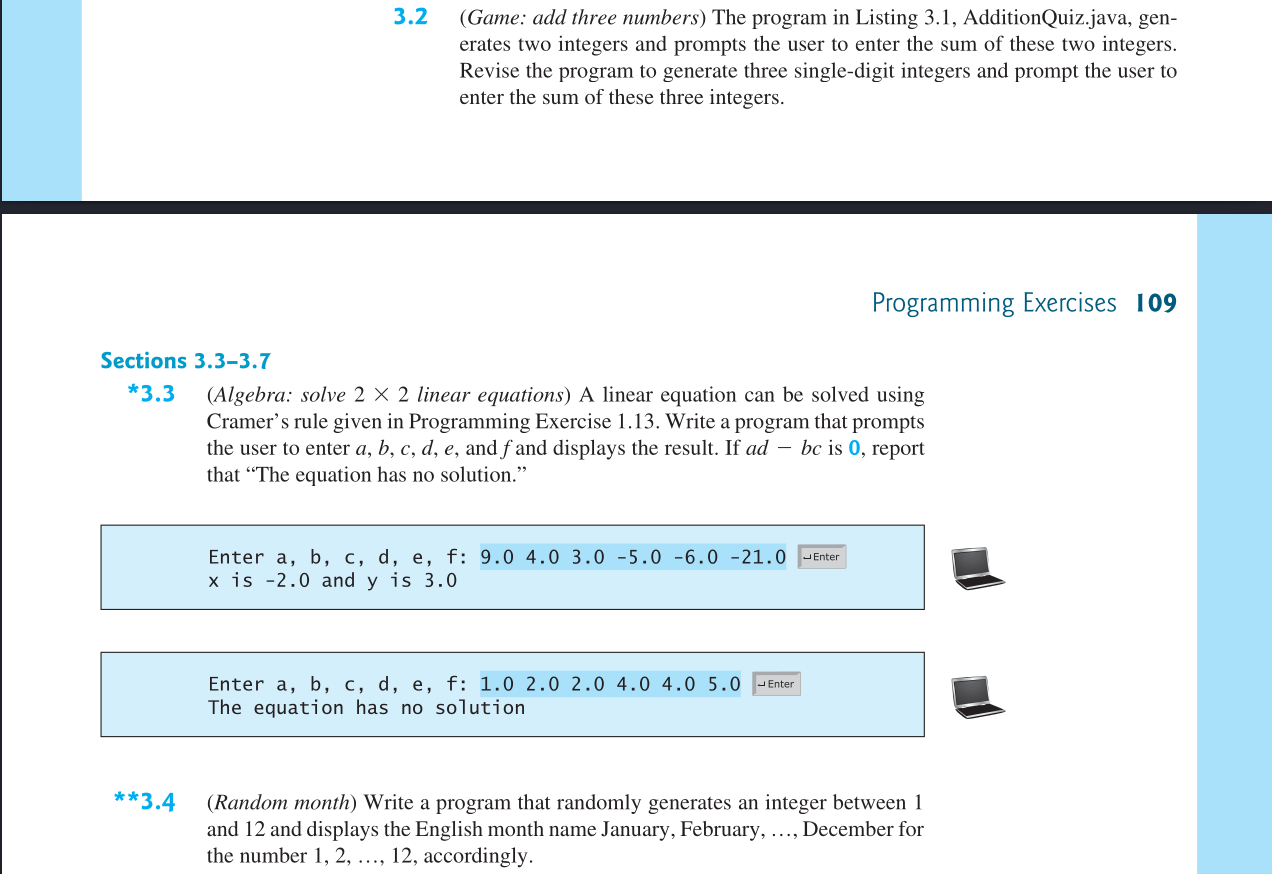 3.2 (Game: add three numbers) The program in Listing 3.1, AdditionQuiz.java, gen-
erates two integers and prompts the user to enter the sum of these two integers.
Revise the program to generate three single-digit integers and prompt the user to
enter the sum of these three integers.
Programming Exercises 109
Sections 3.3–3.7
*3.3 (Algebra: solve 2 × 2 linear equations) A linear equation can be solved using
Cramer’s rule given in Programming Exercise 1.13. Write a program that prompts
the user to enter a, b, c, d, e, and f and displays the result. If ad − bc is 0, report
that “The equation has no solution.”
Enter a, b, c, d, e, f: 9.0 4.0 3.0 -5.0 -6.0 -21.0 ↵Enter
x is -2.0 and y is 3.0
Enter a, b, c, d, e, f: 1.0 2.0 2.0 4.0 4.0 5.0 ↵Enter
The equation has no solution
**3.4 (Random month) Write a program that randomly generates an integer between 1
and 12 and displays the English month name January, February, …, December for
the number 1, 2, …, 12, accordingly.